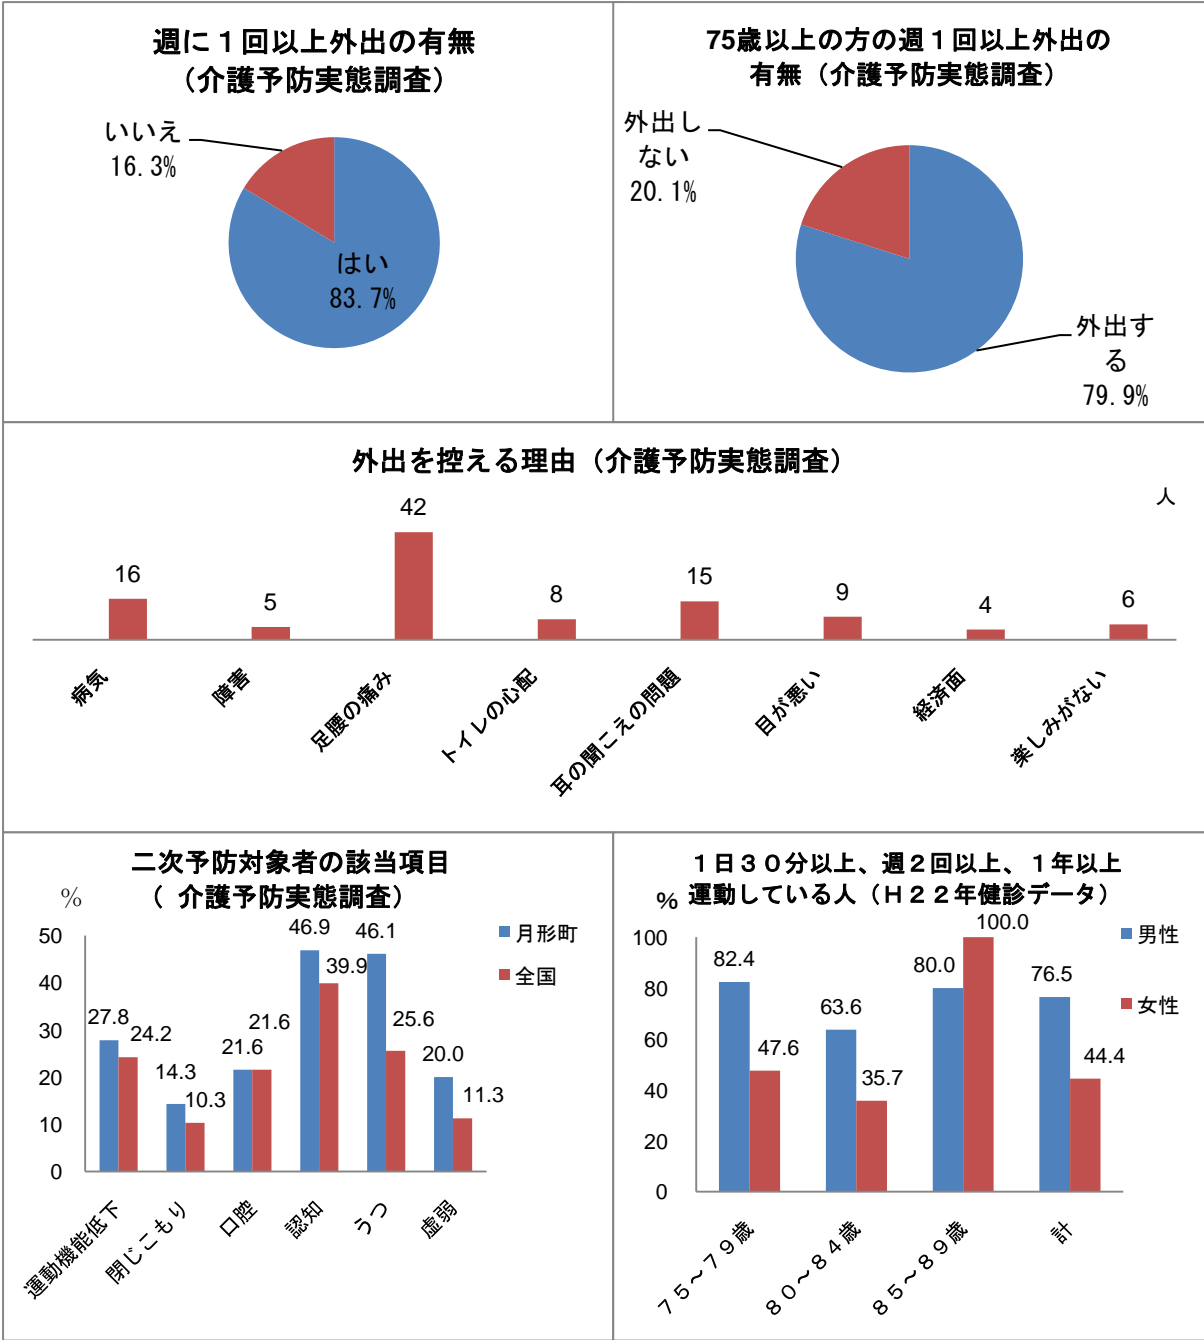 週に１回以上外出の有無
（介護予防実態調査）
いいえ
16.3%
はい
83.7%
75歳以上の方の週１回以上外出の
有無（介護予防実態調査）
外出し
ない
20.1%
外出す
る
79.9%
外出を控える理由（介護予防実態調査）
人
16
5
42
8
15
9
4
6
病気
障害
足腰の痛み
トイレの心配
耳の聞こえの問題
目が悪い
経済面
楽しみがない
二次予防対象者の該当項目
（ 介護予防実態調査）
%
50
40
30
20
10
0
27.8
24.2
14.3
10.3
21.6
21.6
46.9
39.9
46.1
25.6
20.0
11.3
月形町
全国
運動機能低下
閉じこもり
口腔
認知
うつ
虚弱
１日３０分以上、週２回以上、１年以上
運動している人（Ｈ２２年健診データ）
%
100
80
60
40
20
0
82.4
47.6
63.6
35.7
80.0
100.0
76.5
44.4
男性
女性
７５～７９歳
８０～８４歳
８５～８９歳
計